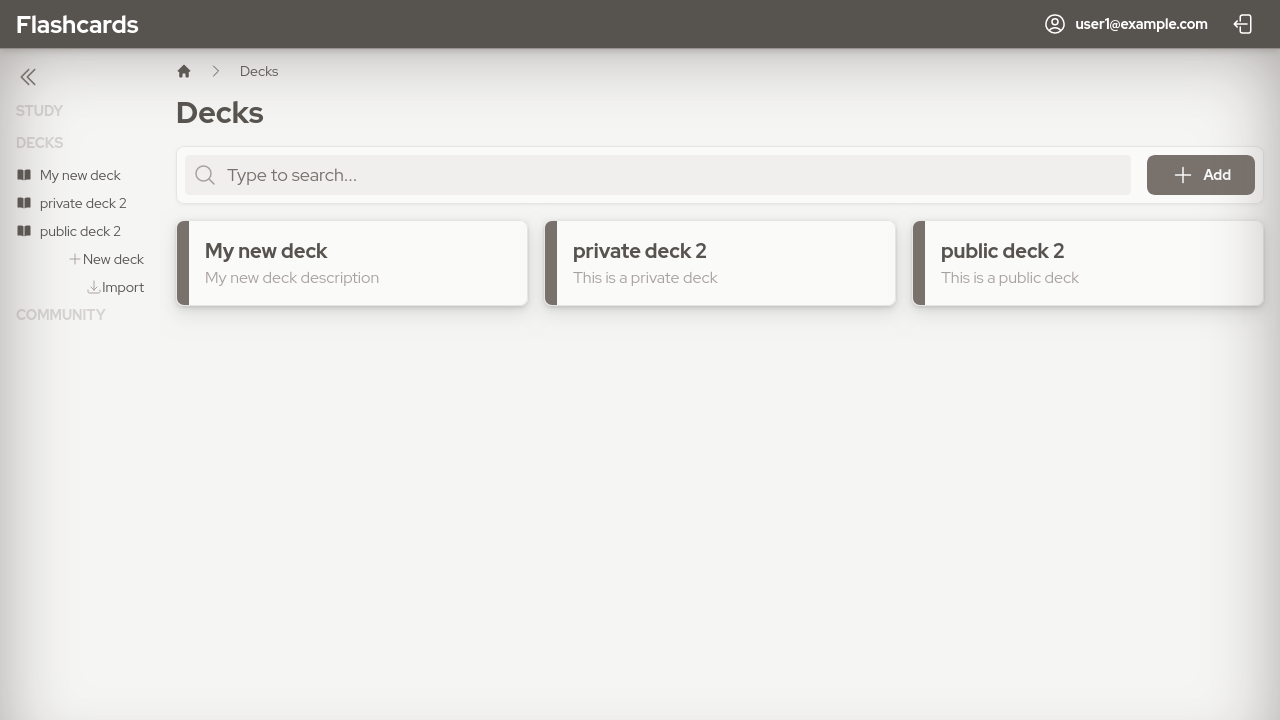 Flashcards
user1@example.com
STUDY
DECKS
My new deck
private deck 2
public deck 2
New deck
Import
COMMUNITY
Decks
Decks
Type to search...
Add
My new deck
My new deck description
private deck 2
This is a private deck
public deck 2
This is a public deck